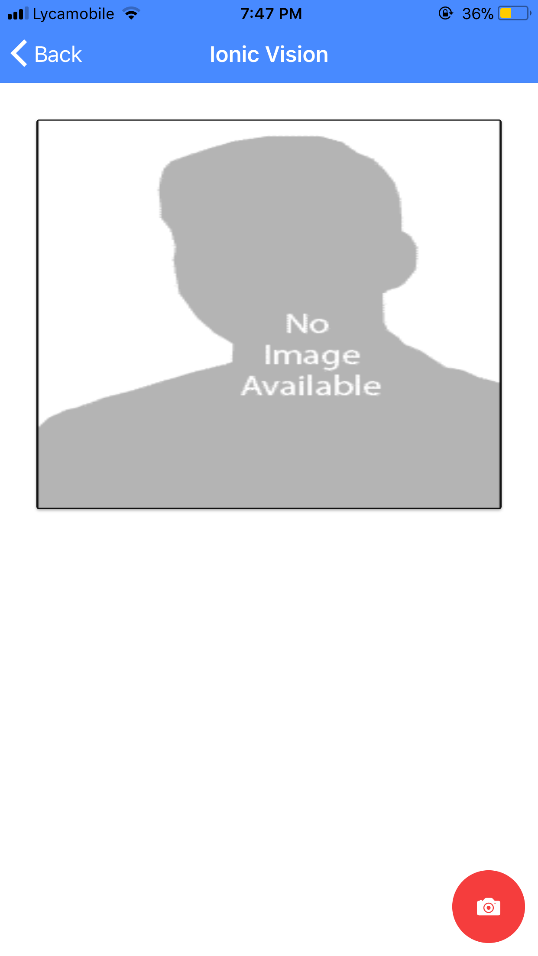 Lycamobile 7:47 PM 36%
Back Ionic Vision
No
Image
Available